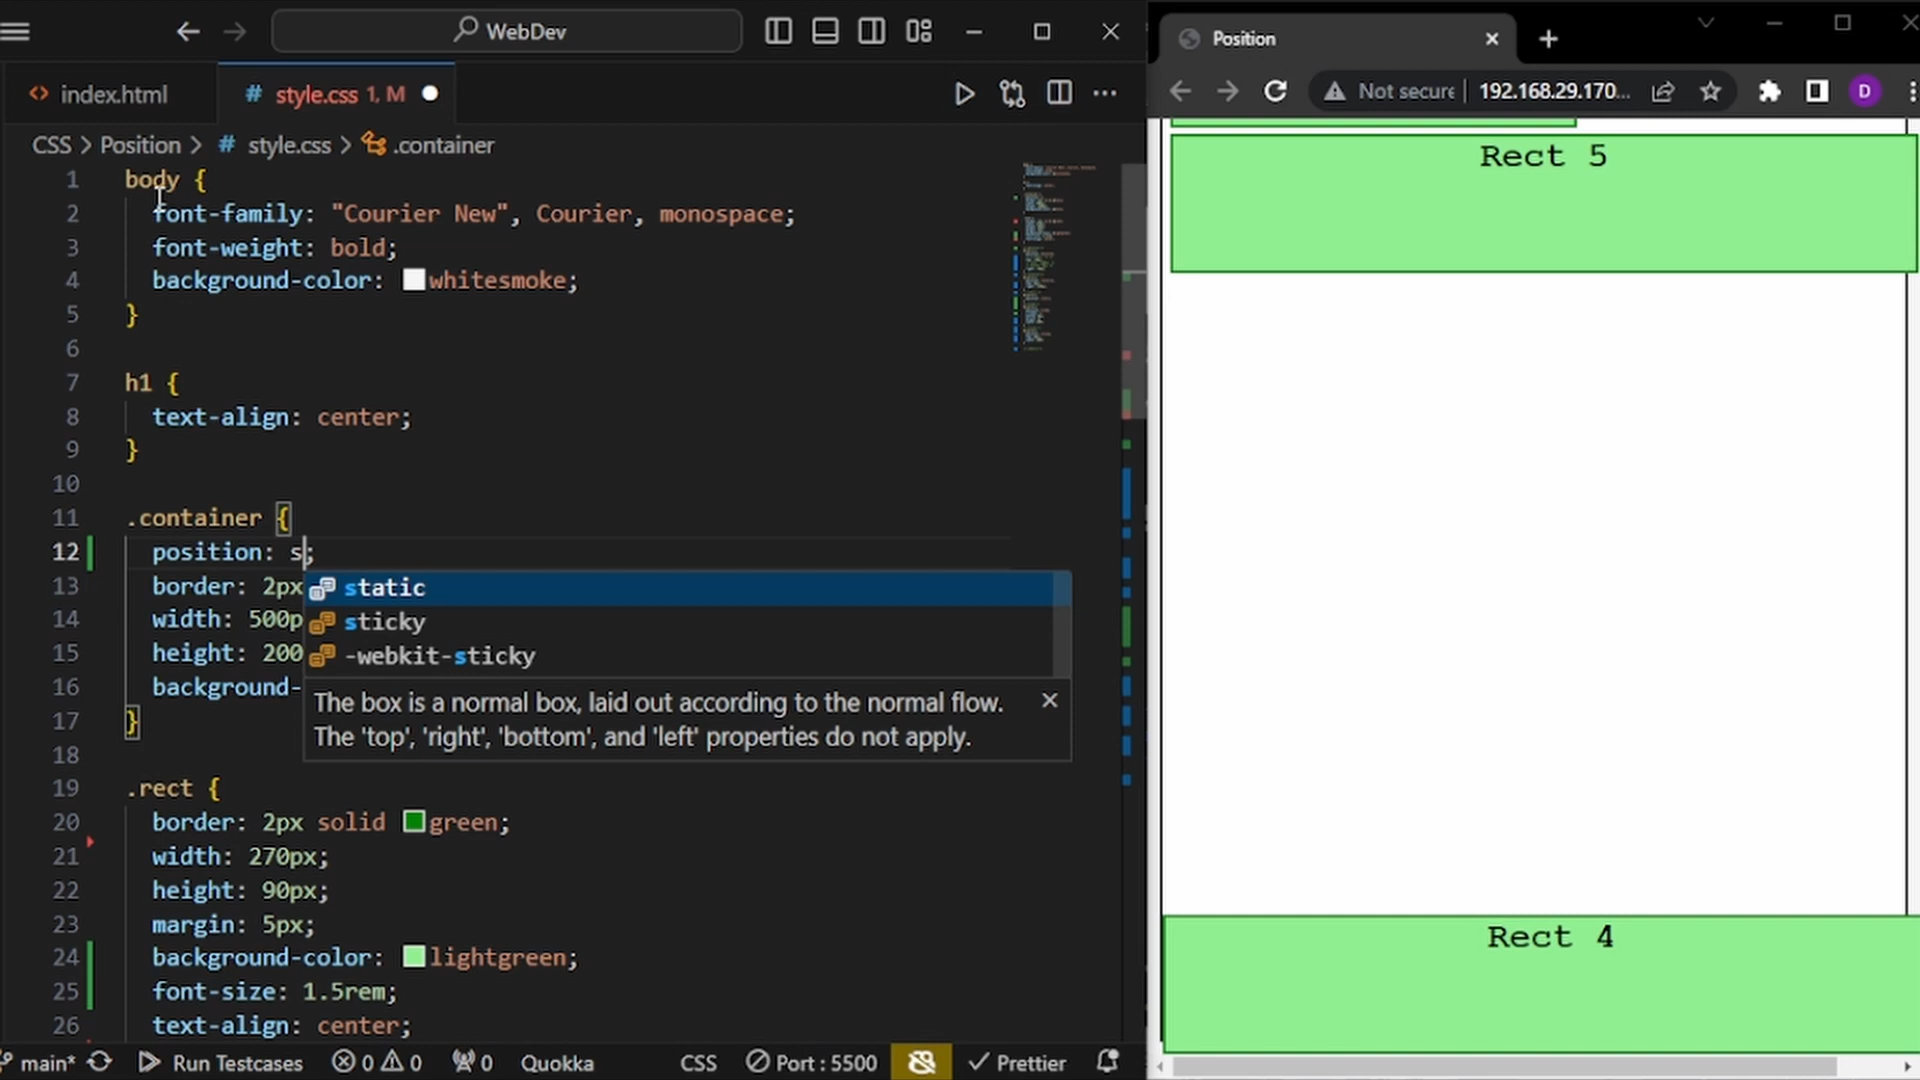 WebDev
index.html
# style.css 1, M
CSS > Position > # style.css > .container
1 body {
2 font-family: "Courier New", Courier, monospace;
3 font-weight: bold;
4 background-color: whitesmoke;
5 }
6
7 h1 {
8 text-align: center;
9 }
10
11 .container {
12 position: s;
13 border: 2px
14 width: 500p
15 height: 200
16 background-
17 }
18
19 .rect {
20 border: 2px solid green;
21 width: 270px;
22 height: 90px;
23 margin: 5px;
24 background-color: lightgreen;
25 font-size: 1.5rem;
26 text-align: center;
static
sticky
-webkit-sticky
The box is a normal box, laid out according to the normal flow.
The 'top', 'right', 'bottom', and 'left' properties do not apply.
main* Run Testcases 0 0 0 Quokka CSS Port : 5500 Prettier
Position
Not secure 192.168.29.170... D
Rect 5
Rect 4